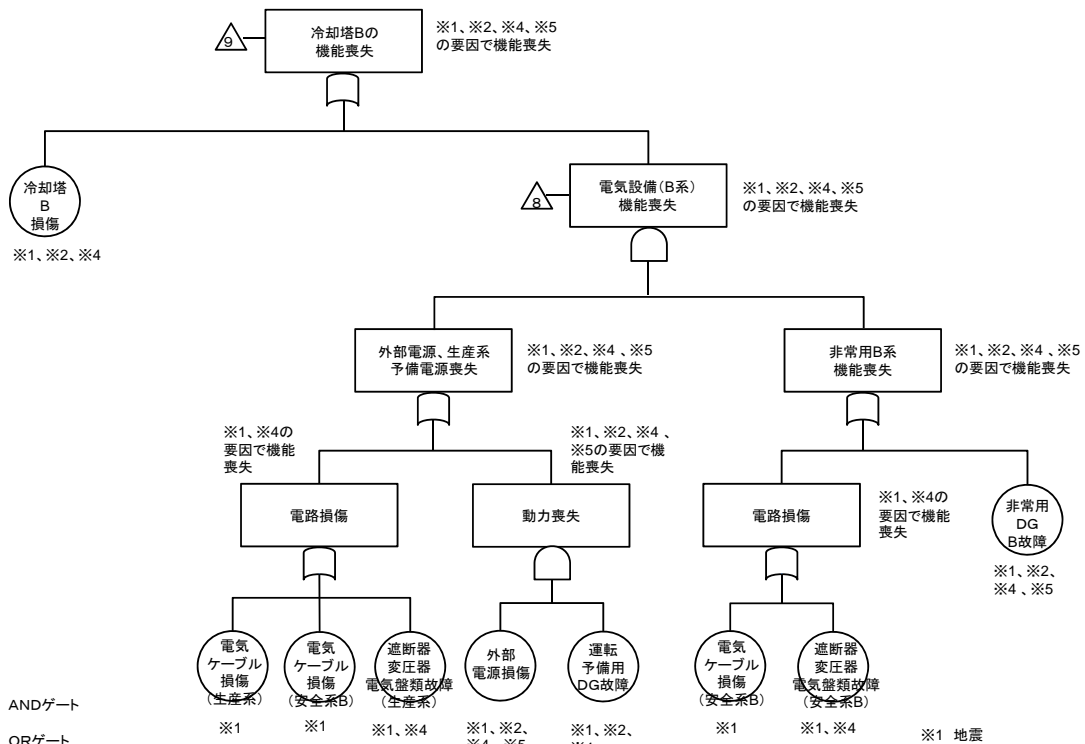 9
冷却塔Bの
機能喪失
※1、※2、※4、※5
の要因で機能喪失
冷却塔
B
損傷
※1、※2、※4
8
電気設備(B系)
機能喪失
※1、※2、※4、※5
の要因で機能喪失
外部電源、生産系
予備電源喪失
※1、※2、※4 、※5
の要因で機能喪失
非常用B系
機能喪失
※1、※2、※4 、※5
の要因で機能喪失
※1、※4の
要因で機能
喪失
電路損傷
※1、※2、※4 、
※5の要因で機
能喪失
動力喪失
電路損傷
※1、※4の
要因で機能
喪失
非常用
DG
B故障
※1、※2、
※4 、※5
電気
ケーブル
損傷
(生産系)
※1
電気
ケーブル
損傷
(安全系B)
※1
遮断器
変圧器
電気盤類故障
(生産系)
※1、※4
外部
電源損傷
※1、※2、
※4、※5
運転
予備用
DG故障
※1、※2、
電気
ケーブル
損傷
(安全系B)
※1
遮断器
変圧器
電気盤類故障
(安全系B)
※1、※4
ANDゲート
ORゲート
※1 地震